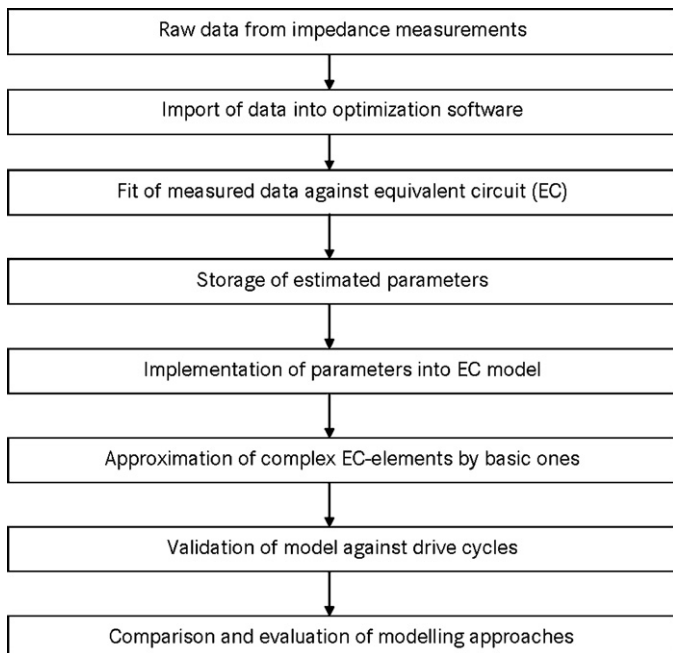 Raw data from impedance measurements
Import of data into optimization software
Fit of measured data against equivalent circuit (EC)
Storage of estimated parameters
Implementation of parameters into EC model
Approximation of complex EC-elements by basic ones
Validation of model against drive cycles
Comparison and evaluation of modelling approaches